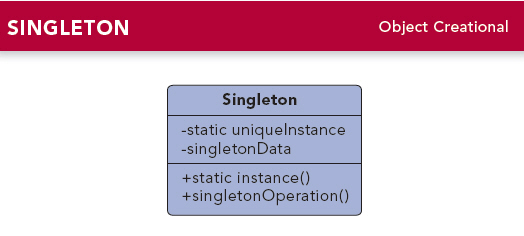 SINGLETON
Object Creational
Singleton
-static uniqueInstance
-singletonData
+static instance()
+singletonOperation()